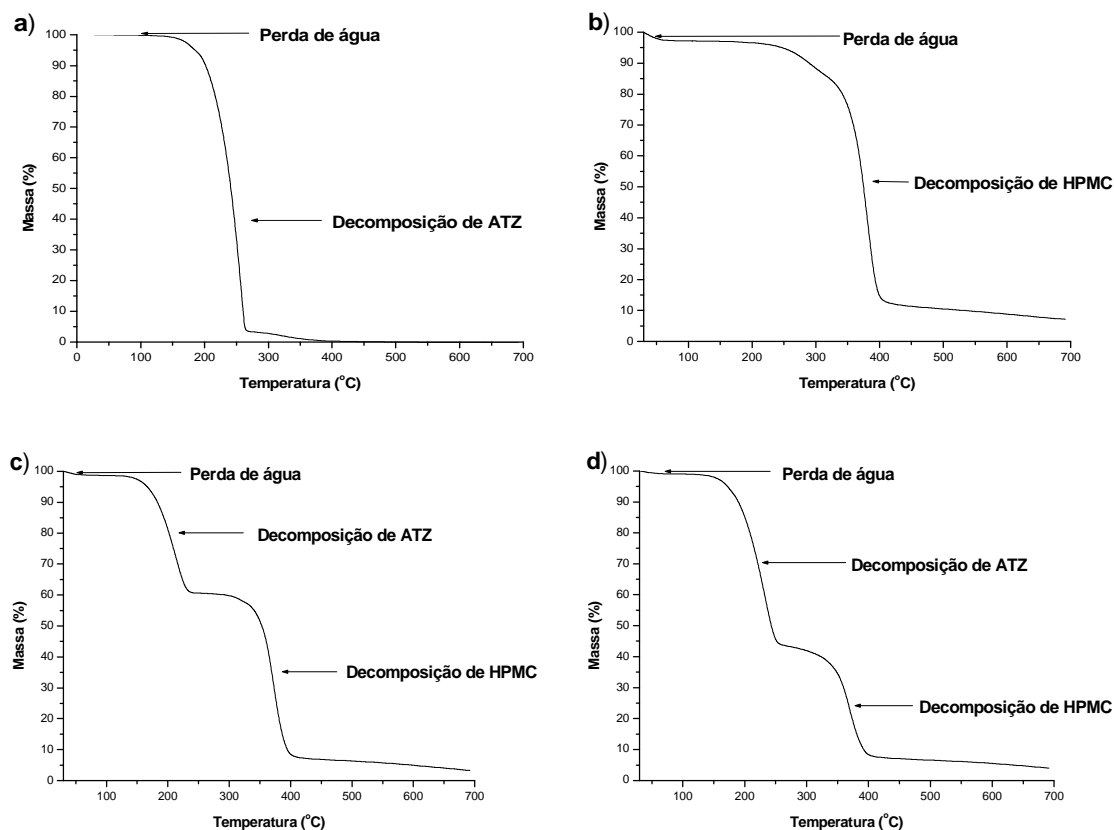 a)
Perda de água
Decomposição de ATZ
Massa (%)
100
90
80
70
60
50
40
30
20
10
0
0 100 200 300 400 500 600 700
Temperatura (°C)
b)
Perda de água
Decomposição de HPMC
Massa (%)
100
90
80
70
60
50
40
30
20
10
0
100 200 300 400 500 600 700
Temperatura (°C)
c)
Perda de água
Decomposição de ATZ
Decomposição de HPMC
Massa (%)
100
90
80
70
60
50
40
30
20
10
0
100 200 300 400 500 600 700
Temperatura (°C)
d)
Perda de água
Decomposição de ATZ
Decomposição de HPMC
Massa (%)
100
90
80
70
60
50
40
30
20
10
0
100 200 300 400 500 600 700
Temperatura (°C)